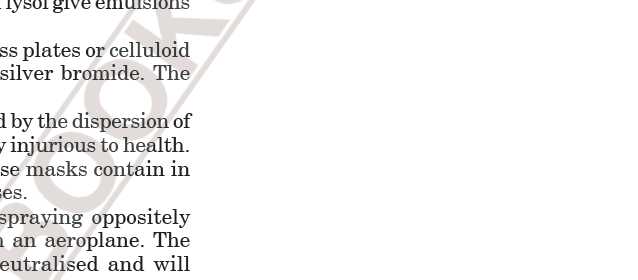 lysol give emulsions
ss plates or celluloid
silver bromide. The
d by the dispersion of
y injurious to health.
se masks contain in
ses.
spraying oppositely
n an aeroplane. The
eutralised and will
BOOK